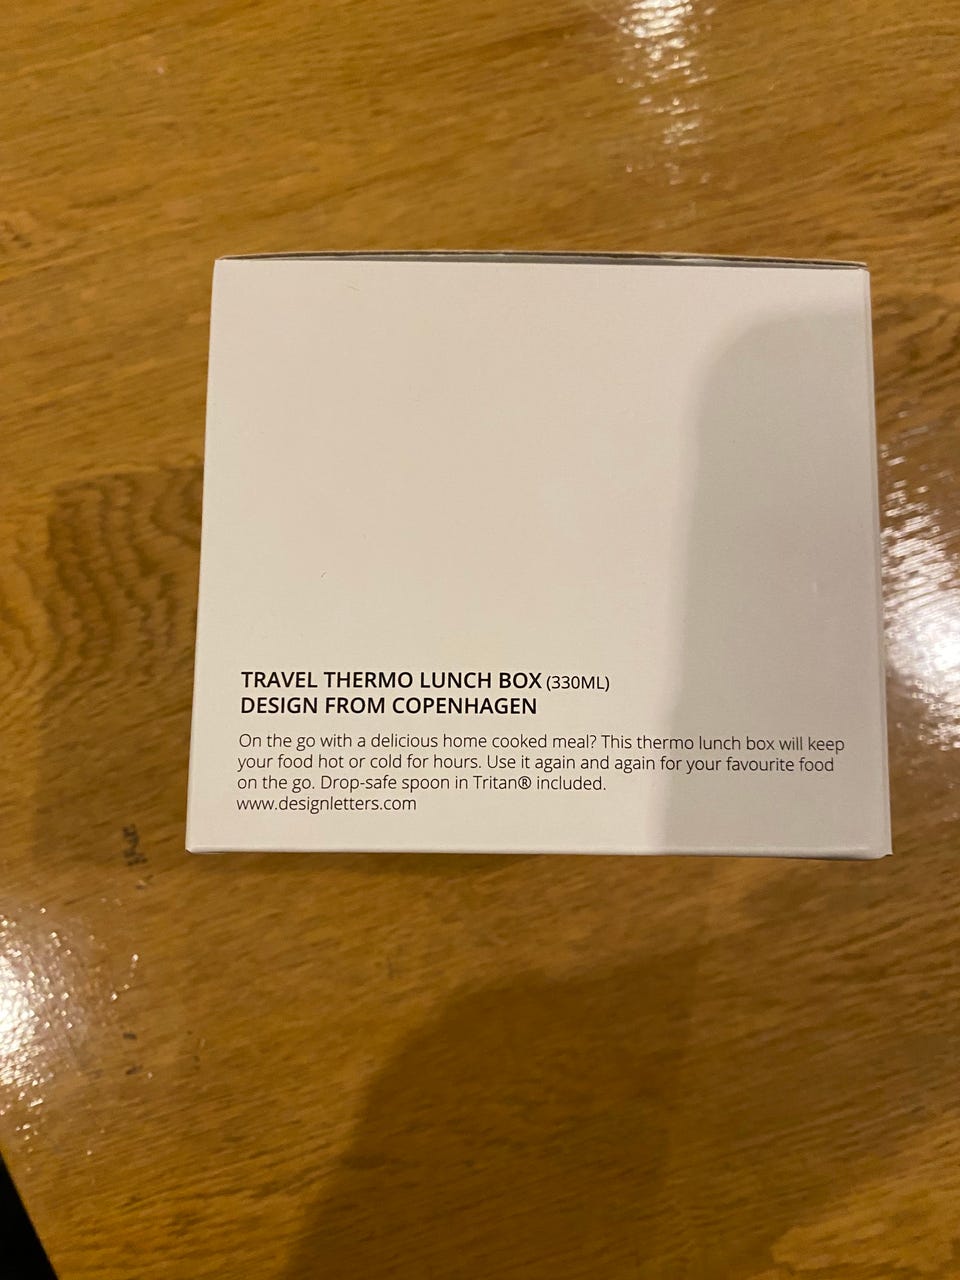 TRAVEL THERMO LUNCH BOX (330ML)
DESIGN FROM COPENHAGEN
On the go with a delicious home cooked meal? This thermo lunch box will keep
your food hot or cold for hours. Use it again and again for your favourite food
on the go. Drop-safe spoon in Tritan® included.
www.designletters.com